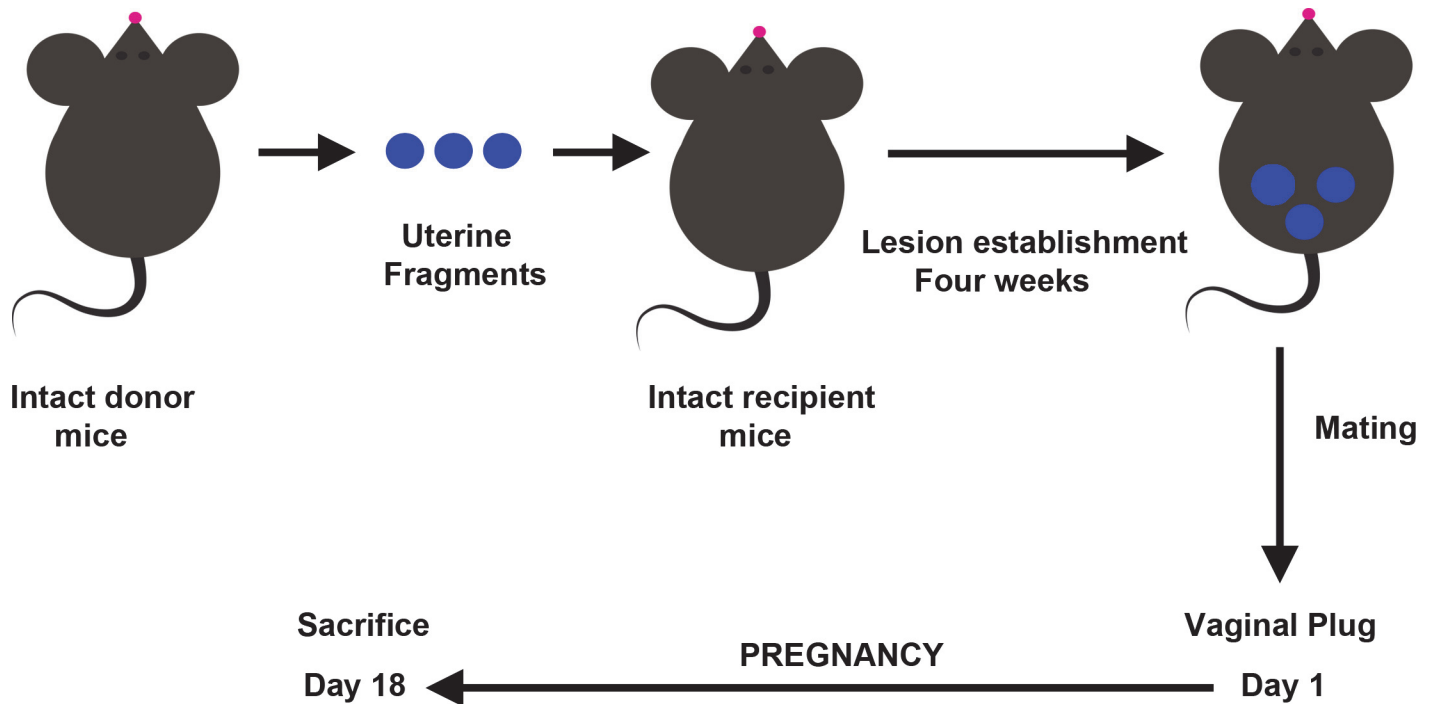 Uterine
Fragments
Lesion establishment
Four weeks
Intact donor
mice
Intact recipient
mice
Mating
Vaginal Plug
Day 1
PREGNANCY
Sacrifice
Day 18